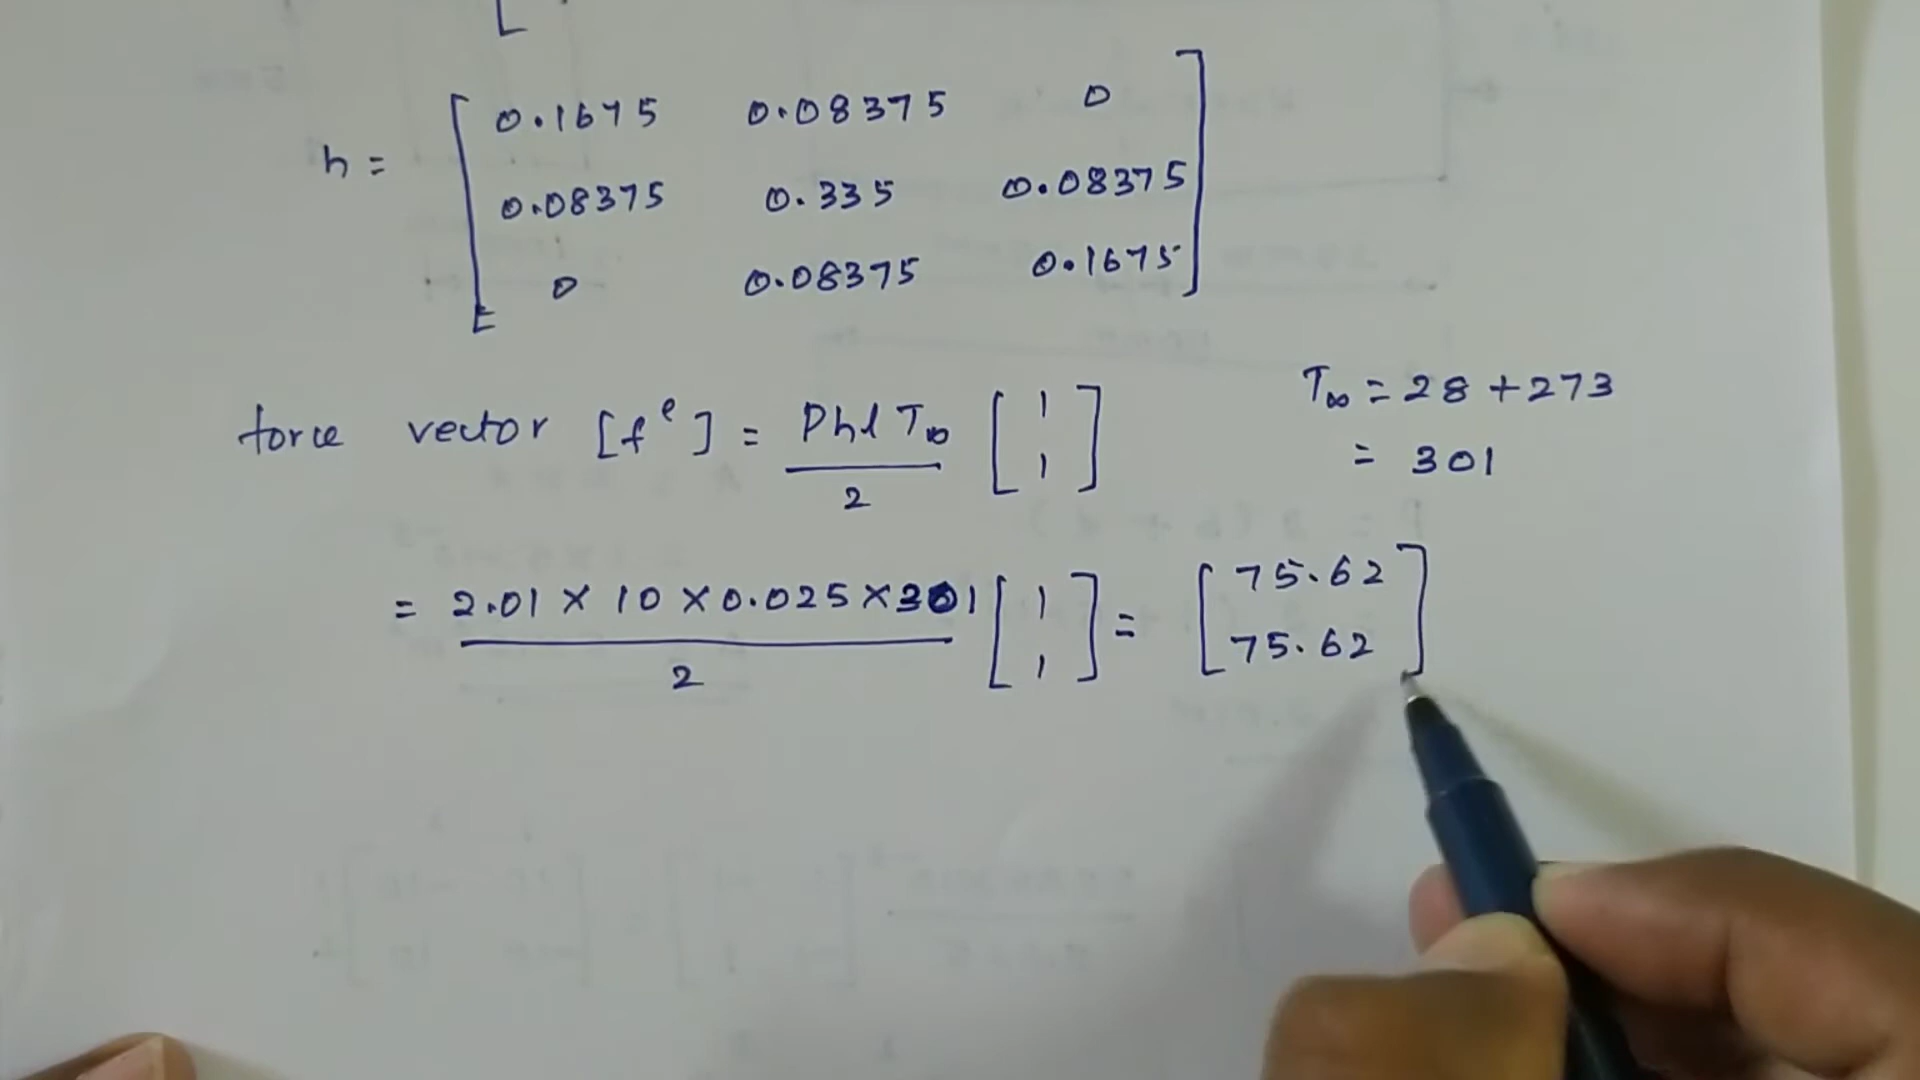 h = [ 0.1675 0.08375 0
0.08375 0.335 0.08375
0 0.08375 0.1675 ]
T∞ = 28 + 273
= 301
force vector [fᵉ] = PhlT∞ / 2 [ 1 1 ]
= 2.01 × 10 × 0.025 × 301 / 2 [ 1 1 ] = [ 75.62 75.62 ]